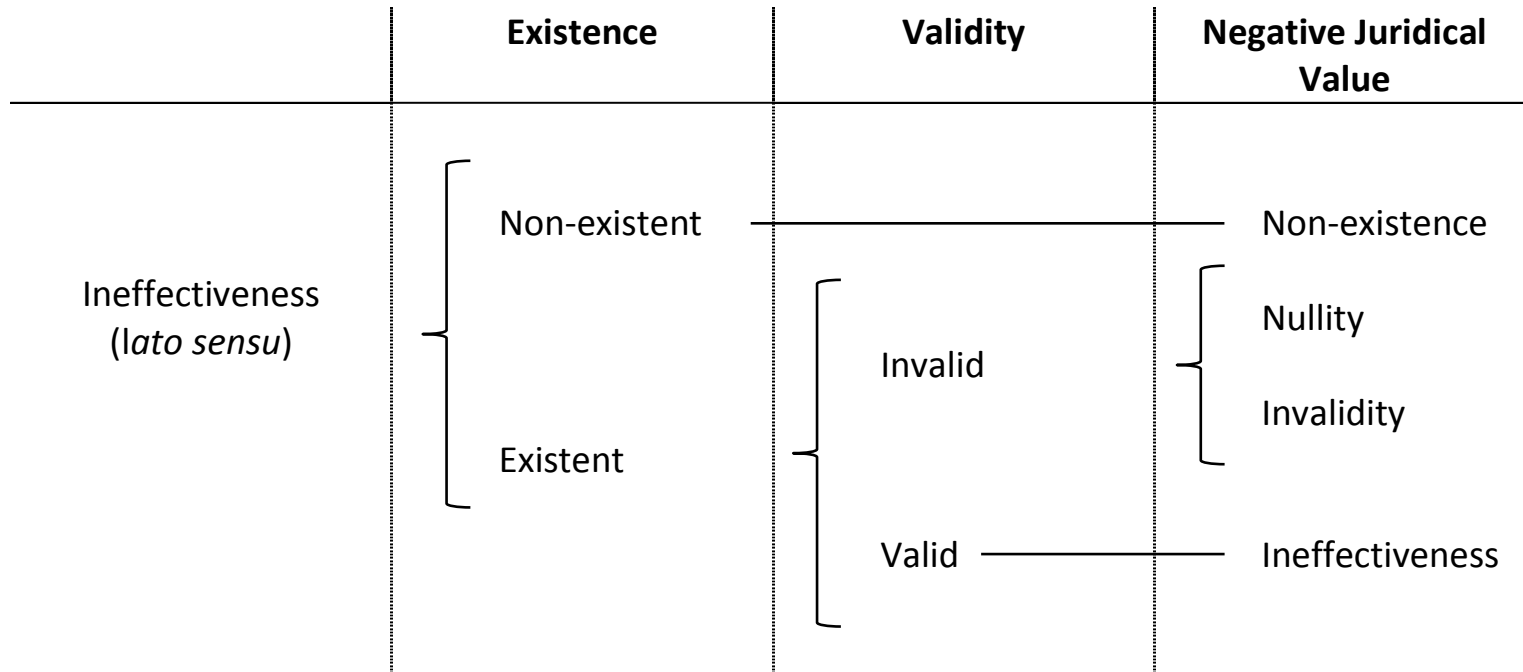 Existence
Validity
Negative Juridical
Value
Non-existent
Non-existence
Ineffectiveness
(lato sensu)
Nullity
Invalid
Invalidity
Existent
Valid
Ineffectiveness